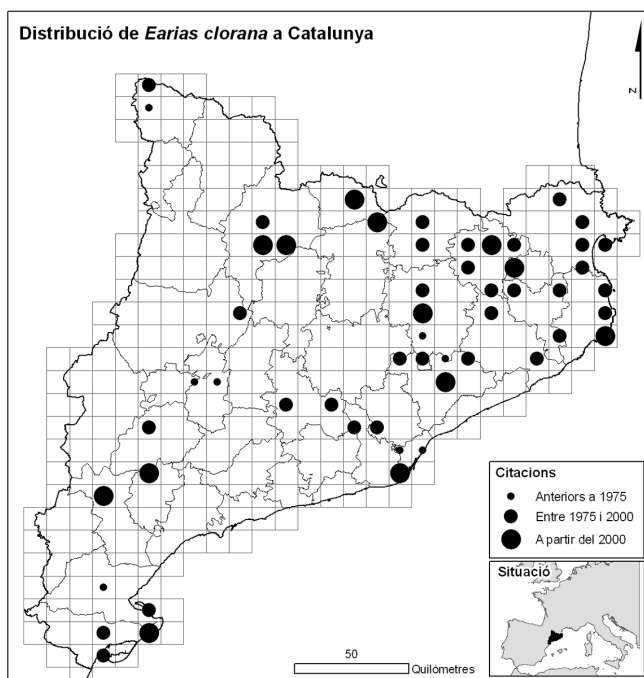 Distribució de Earias clorana a Catalunya
N
Citacions
Anteriors a 1975
Entre 1975 i 2000
A partir del 2000
Situació
50
Quilòmetres